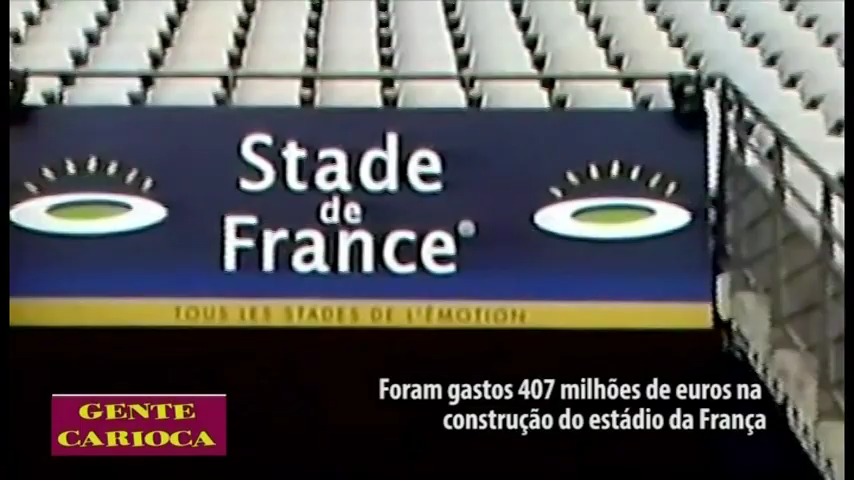 Stade
de
France®
TOUS LES STADES DE L'ÉMOTION
Foram gastos 407 milhões de euros na
construção do estádio da França
GENTE
CARIOCA